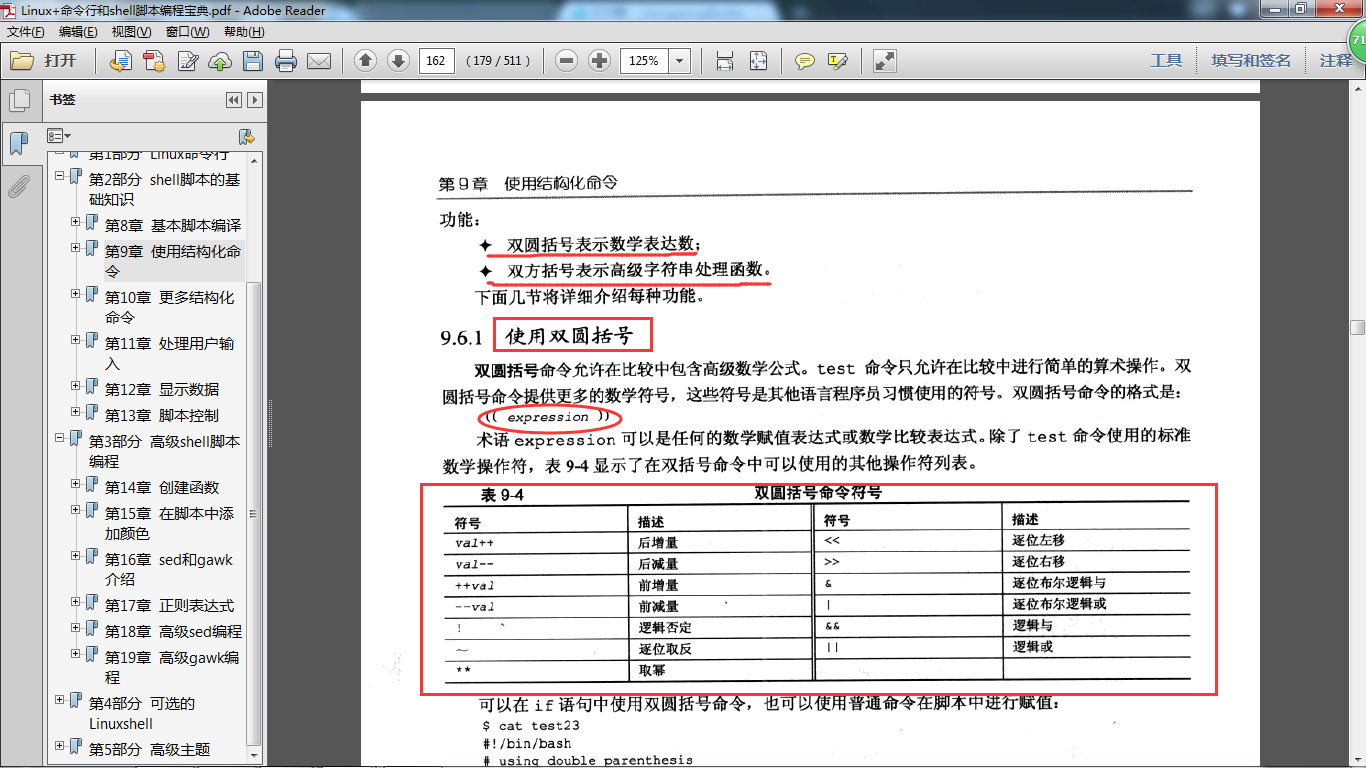 Linux+命令行和shell脚本编程宝典.pdf - Adobe Reader
文件(F) 编辑(E) 视图(V) 窗口(W) 帮助(H)
打开 162 (179 / 511) 125% 工具 填写和签名 注释
71
书签
第1部分 Linux命令行
第2部分 shell脚本的基
础知识
第8章 基本脚本编译
第9章 使用结构化命
令
第10章 更多结构化
命令
第11章 处理用户输
入
第12章 显示数据
第13章 脚本控制
第3部分 高级shell脚本
编程
第14章 创建函数
第15章 在脚本中添
加颜色
第16章 sed和gawk
介绍
第17章 正则表达式
第18章 高级sed编程
第19章 高级gawk编
程
第4部分 可选的
Linuxshell
第5部分 高级主题
第9章 使用结构化命令
功能：
✦ 双圆括号表示数学表达数；
✦ 双方括号表示高级字符串处理函数。
下面几节将详细介绍每种功能。
9.6.1 使用双圆括号
双圆括号命令允许在比较中包含高级数学公式。test 命令只允许在比较中进行简单的算术操作。双
圆括号命令提供更多的数学符号，这些符号是其他语言程序员习惯使用的符号。双圆括号命令的格式是：
(( expression ))
术语 expression 可以是任何的数学赋值表达式或数学比较表达式。除了 test 命令使用的标准
数学操作符，表 9-4 显示了在双括号命令中可以使用的其他操作符列表。
表 9-4 双圆括号命令符号
符号 描述 符号 描述
val++ 后增量 << 逐位左移
val-- 后减量 >> 逐位右移
++val 前增量 & 逐位布尔逻辑与
--val 前减量 | 逐位布尔逻辑或
! 逻辑否定 && 逻辑与
~ 逐位取反 || 逻辑或
** 取幂
可以在 if 语句中使用双圆括号命令，也可以使用普通命令在脚本中进行赋值：
$ cat test23
#!/bin/bash
# using double parenthesis